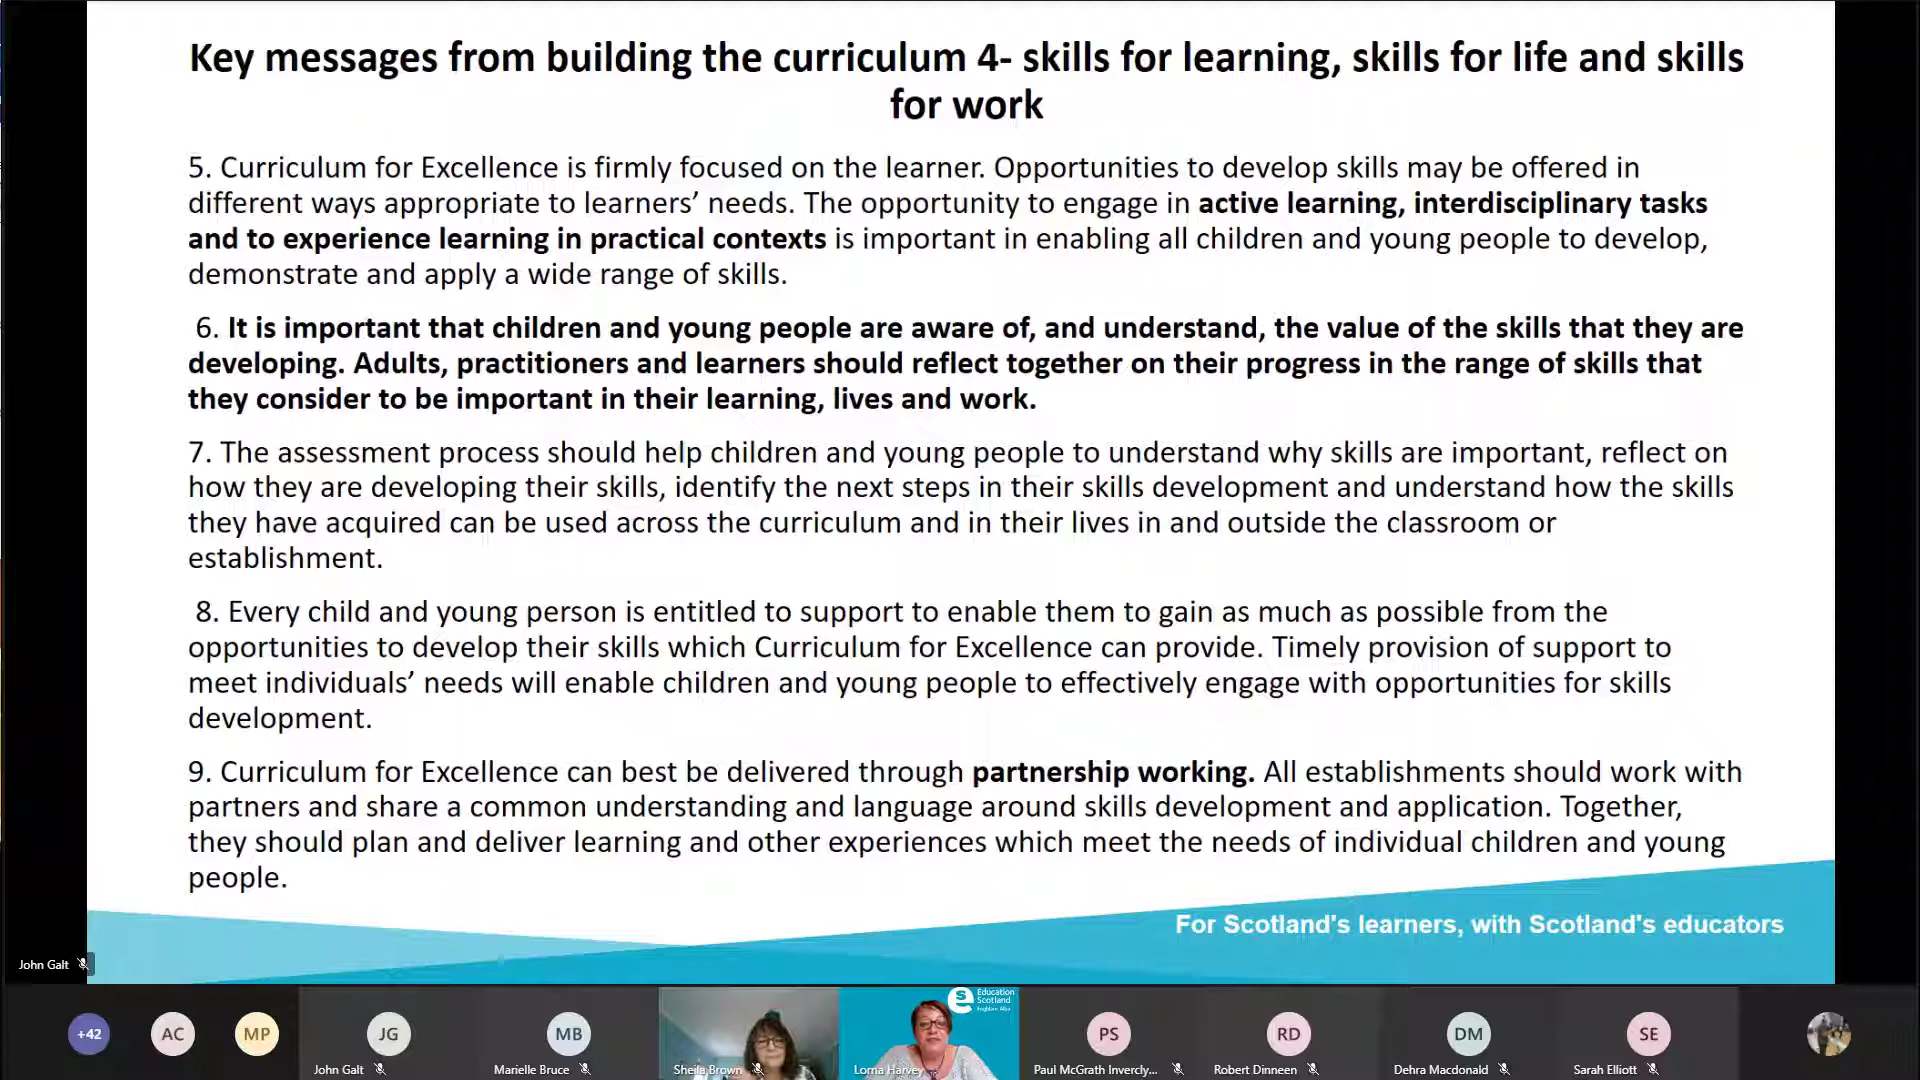 Key messages from building the curriculum 4- skills for learning, skills for life and skills
for work
5. Curriculum for Excellence is firmly focused on the learner. Opportunities to develop skills may be offered in
different ways appropriate to learners’ needs. The opportunity to engage in active learning, interdisciplinary tasks
and to experience learning in practical contexts is important in enabling all children and young people to develop,
demonstrate and apply a wide range of skills.
6. It is important that children and young people are aware of, and understand, the value of the skills that they are
developing. Adults, practitioners and learners should reflect together on their progress in the range of skills that
they consider to be important in their learning, lives and work.
7. The assessment process should help children and young people to understand why skills are important, reflect on
how they are developing their skills, identify the next steps in their skills development and understand how the skills
they have acquired can be used across the curriculum and in their lives in and outside the classroom or
establishment.
8. Every child and young person is entitled to support to enable them to gain as much as possible from the
opportunities to develop their skills which Curriculum for Excellence can provide. Timely provision of support to
meet individuals’ needs will enable children and young people to effectively engage with opportunities for skills
development.
9. Curriculum for Excellence can best be delivered through partnership working. All establishments should work with
partners and share a common understanding and language around skills development and application. Together,
they should plan and deliver learning and other experiences which meet the needs of individual children and young
people.
For Scotland's learners, with Scotland's educators
John Galt
Education
Scotland
Foghlam Alba
+42 AC MP JG MB PS RD DM SE
John Galt Marielle Bruce Sheila Brown Lorna Harvey Paul McGrath Invercly... Robert Dinneen Dehra Macdonald Sarah Elliott